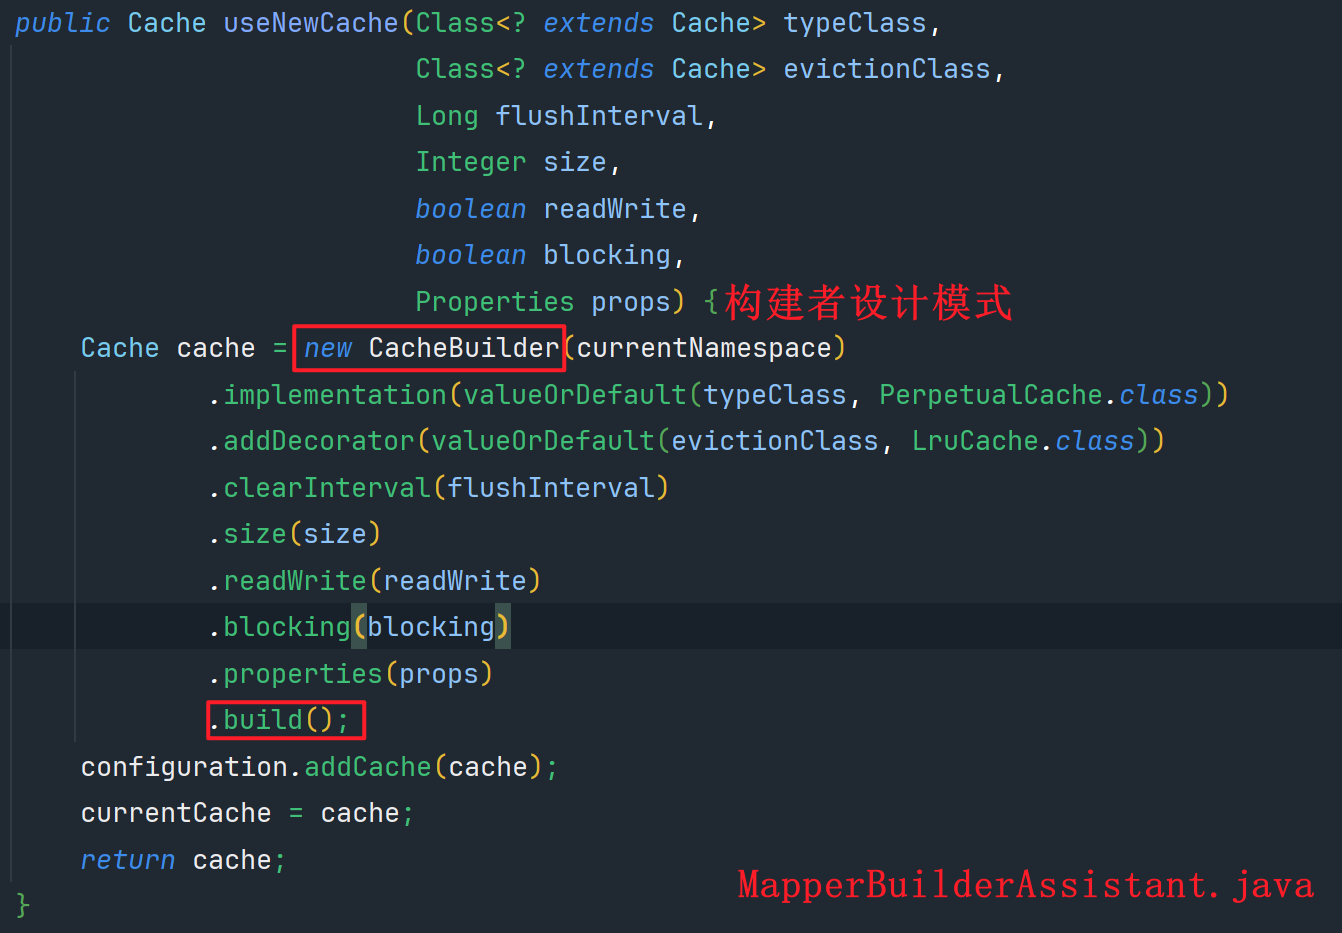 public Cache useNewCache(Class<? extends Cache> typeClass,
Class<? extends Cache> evictionClass,
Long flushInterval,
Integer size,
boolean readWrite,
boolean blocking,
Properties props) { 构建者设计模式
Cache cache = new CacheBuilder(currentNamespace)
.implementation(valueOrDefault(typeClass, PerpetualCache.class))
.addDecorator(valueOrDefault(evictionClass, LruCache.class))
.clearInterval(flushInterval)
.size(size)
.readWrite(readWrite)
.blocking(blocking)
.properties(props)
.build();
configuration.addCache(cache);
currentCache = cache;
return cache;
MapperBuilderAssistant.java
}